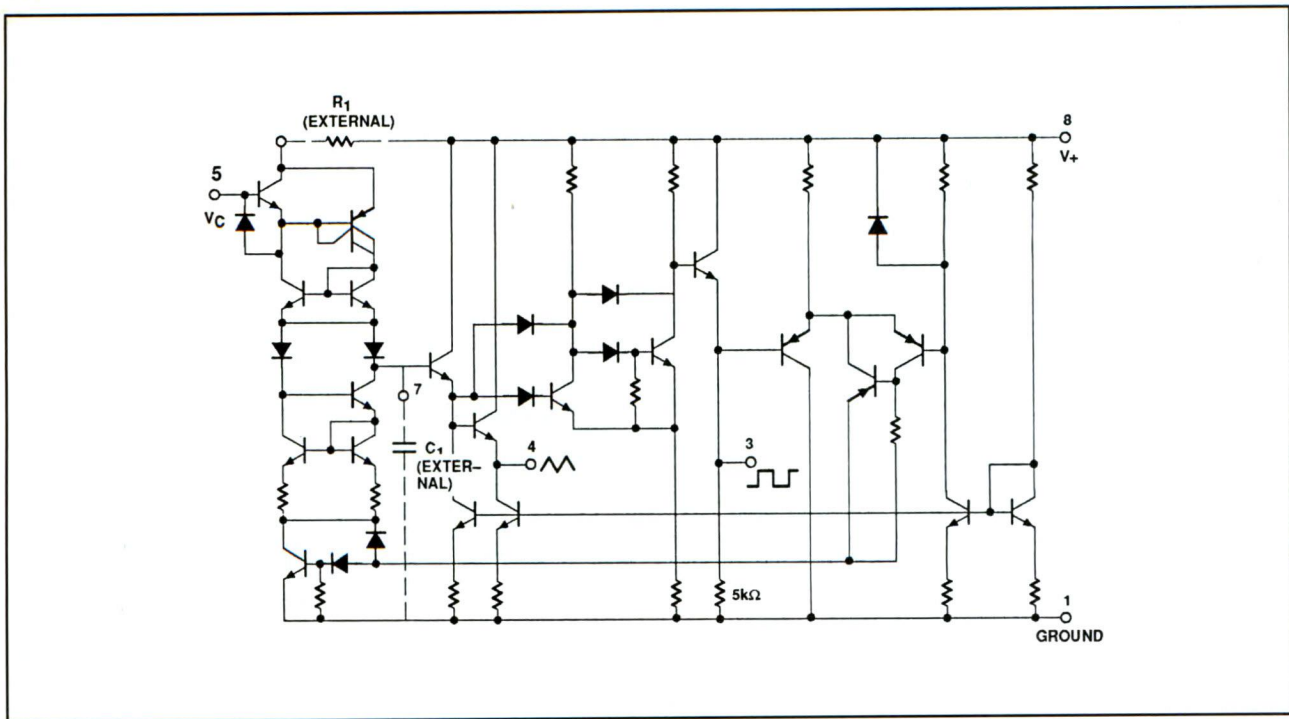 R1
(EXTERNAL)
8
V+
5
VC
7
C1
(EXTER–
NAL)
4
3
5kΩ
1
GROUND